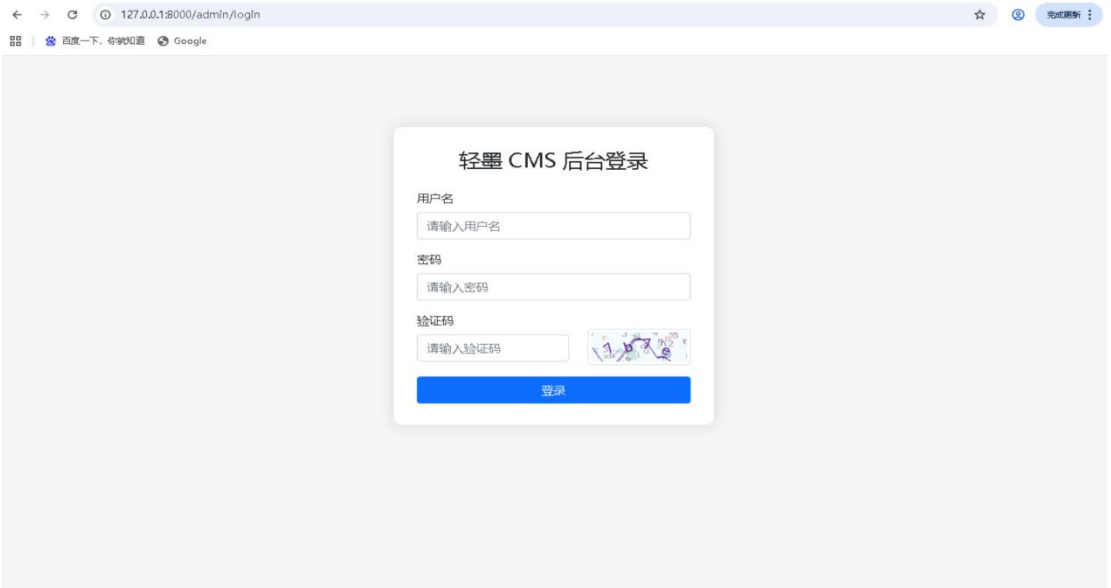 127.0.0.1:8000/admin/login
完成更新
百度一下，你就知道 Google
轻墨 CMS 后台登录
用户名
请输入用户名
密码
请输入密码
验证码
请输入验证码
登录